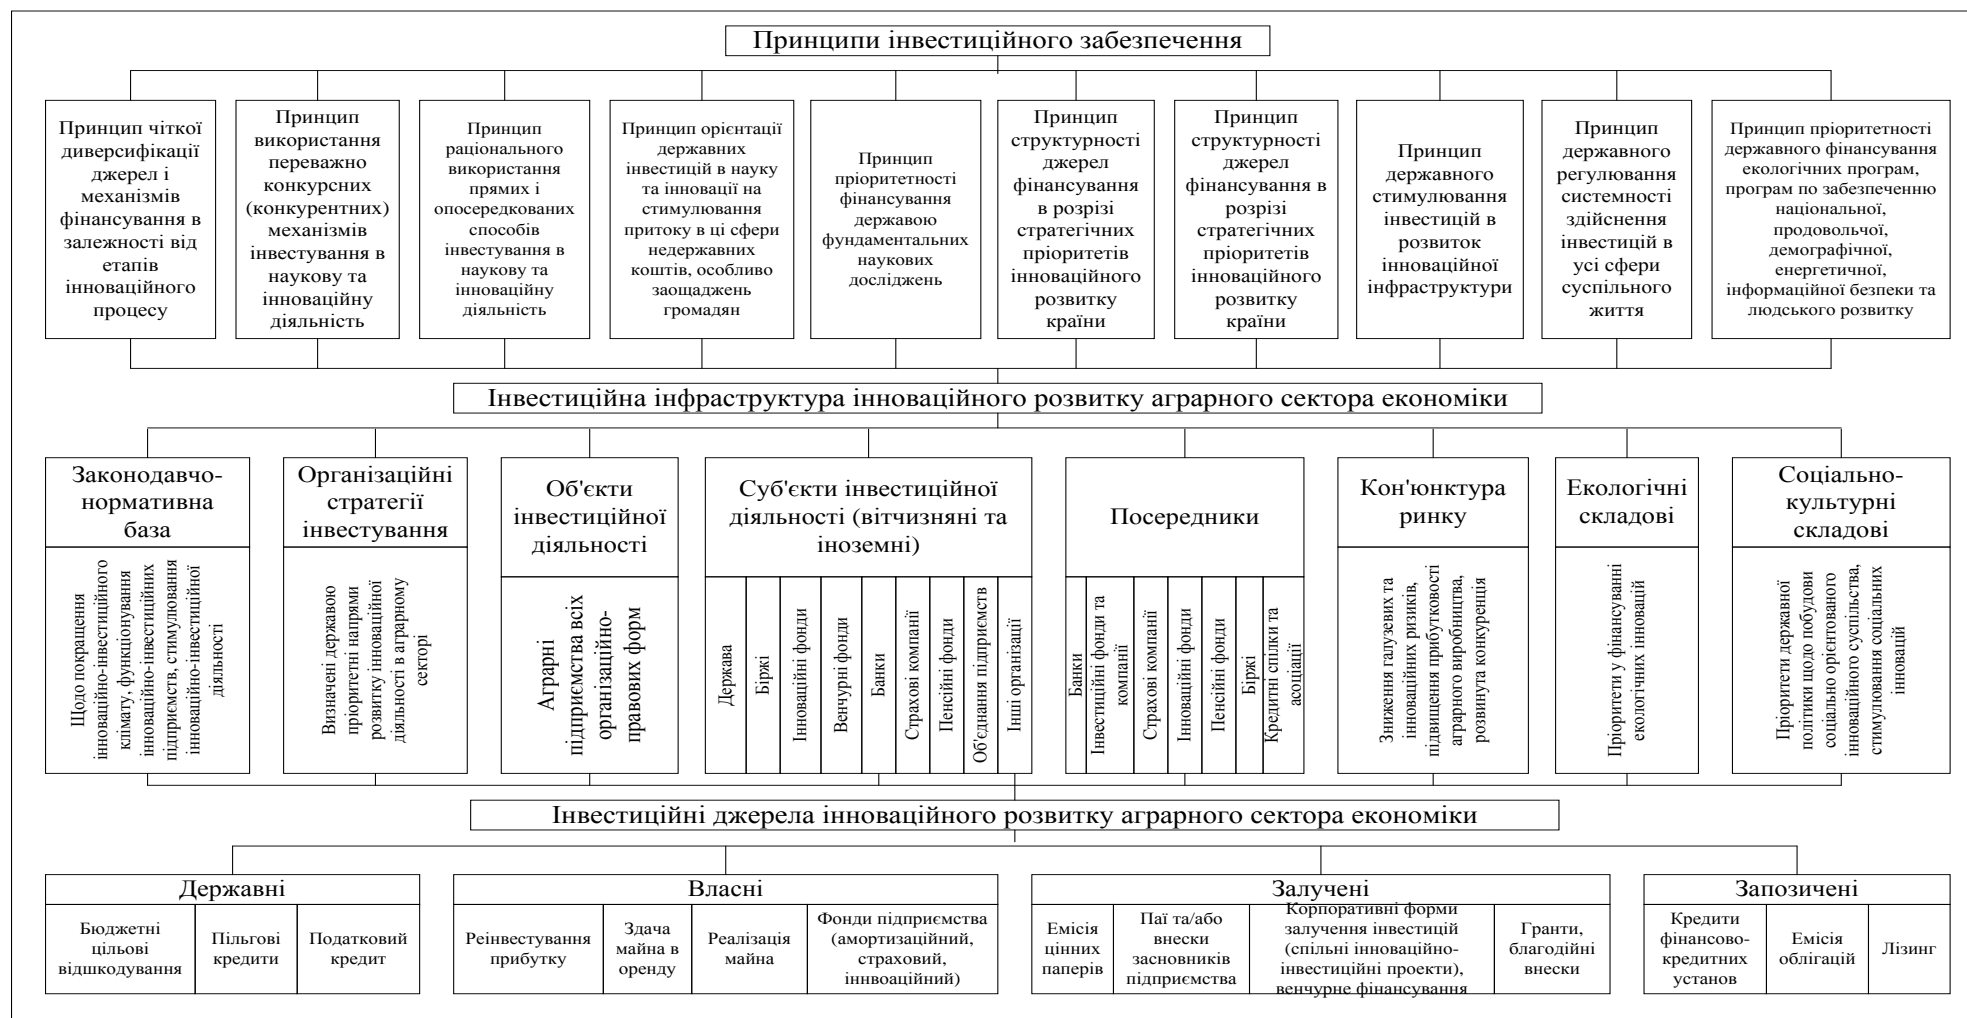 Принципи інвестиційного забезпечення
Принцип чіткої
диверсифікації
джерел і
механізмів
фінансування в
залежності від
етапів
інноваційного
процесу
Принцип
використання
переважно
конкурсних
(конкурентних)
механізмів
інвестування в
наукову та
інноваційну
діяльність
Принцип
раціонального
використання
прямих і
опосередкованих
способів
інвестування в
наукову та
інноваційну
діяльність
Принцип орієнтації
державних
інвестицій в науку
та інновації на
стимулювання
притоку в ці сфери
недержавних
коштів, особливо
заощаджень
громадян
Принцип
пріоритетності
фінансування
державою
фундаментальних
наукових
досліджень
Принцип
структурності
джерел
фінансування
в розрізі
стратегічних
пріоритетів
інноваційного
розвитку
країни
Принцип
структурності
джерел
фінансування в
розрізі
стратегічних
пріоритетів
інноваційного
розвитку
країни
Принцип
державного
стимулювання
інвестицій в
розвиток
інноваційної
інфраструктури
Принцип
державного
регулювання
системності
здійснення
інвестицій в
усі сфери
суспільного
життя
Принцип пріоритетності
державного фінансування
екологічних програм,
програм по забезпеченню
національної,
продовольчої,
демографічної,
енергетичної,
інформаційної безпеки та
людського розвитку
Інвестиційна інфраструктура інноваційного розвитку аграрного сектора економіки
Законодавчо-
нормативна
база
Щодо покращення
інноваційно-інвестиційного
клімату, функціонування
інноваційно-інвестиційних
підприємств, стимулювання
інноваційно-інвестиційної
діяльності
Організаційні
стратегії
інвестування
Визначені державою
пріоритетні напрями
розвитку інноваційної
діяльності в аграрному
секторі
Об'єкти
інвестиційної
діяльності
Аграрні
підприємства всіх
організаційно-
правових форм
Суб'єкти інвестиційної
діяльності (вітчизняні та
іноземні)
Держава
Біржі
Інноваційні фонди
Венчурні фонди
Банки
Страхові компанії
Пенсійні фонди
Об'єднання підприємств
Інші організації
Посередники
Банки
Інвестиційні фонди та
компанії
Страхові компанії
Інноваційні фонди
Пенсійні фонди
Біржі
Кредитні спілки та
асоціації
Кон'юнктура
ринку
Зниження галузевих та
інноваційних ризиків,
підвищення прибутковості
аграрного виробництва,
розвинута конкуренція
Екологічні
складові
Пріоритети у фінансуванні
екологічних інновацій
Соціально-
культурні
складові
Пріоритети державної
політики щодо побудови
соціально орієнтованого
інноваційного суспільства,
стимулювання соціальних
інновацій
Інвестиційні джерела інноваційного розвитку аграрного сектора економіки
Державні
Бюджетні
цільові
відшкодування
Пільгові
кредити
Податковий
кредит
Власні
Реінвестування
прибутку
Здача
майна в
оренду
Реалізація
майна
Фонди підприємства
(амортизаційний,
страховий,
іннвоаційний)
Залучені
Емісія
цінних
паперів
Паї та/або
внески
засновників
підприємства
Корпоративні форми
залучення інвестицій
(спільні інноваційно-
інвестиційні проекти),
венчурне фінансування
Гранти,
благодійні
внески
Запозичені
Кредити
фінансово-
кредитних
установ
Емісія
облігацій
Лізинг